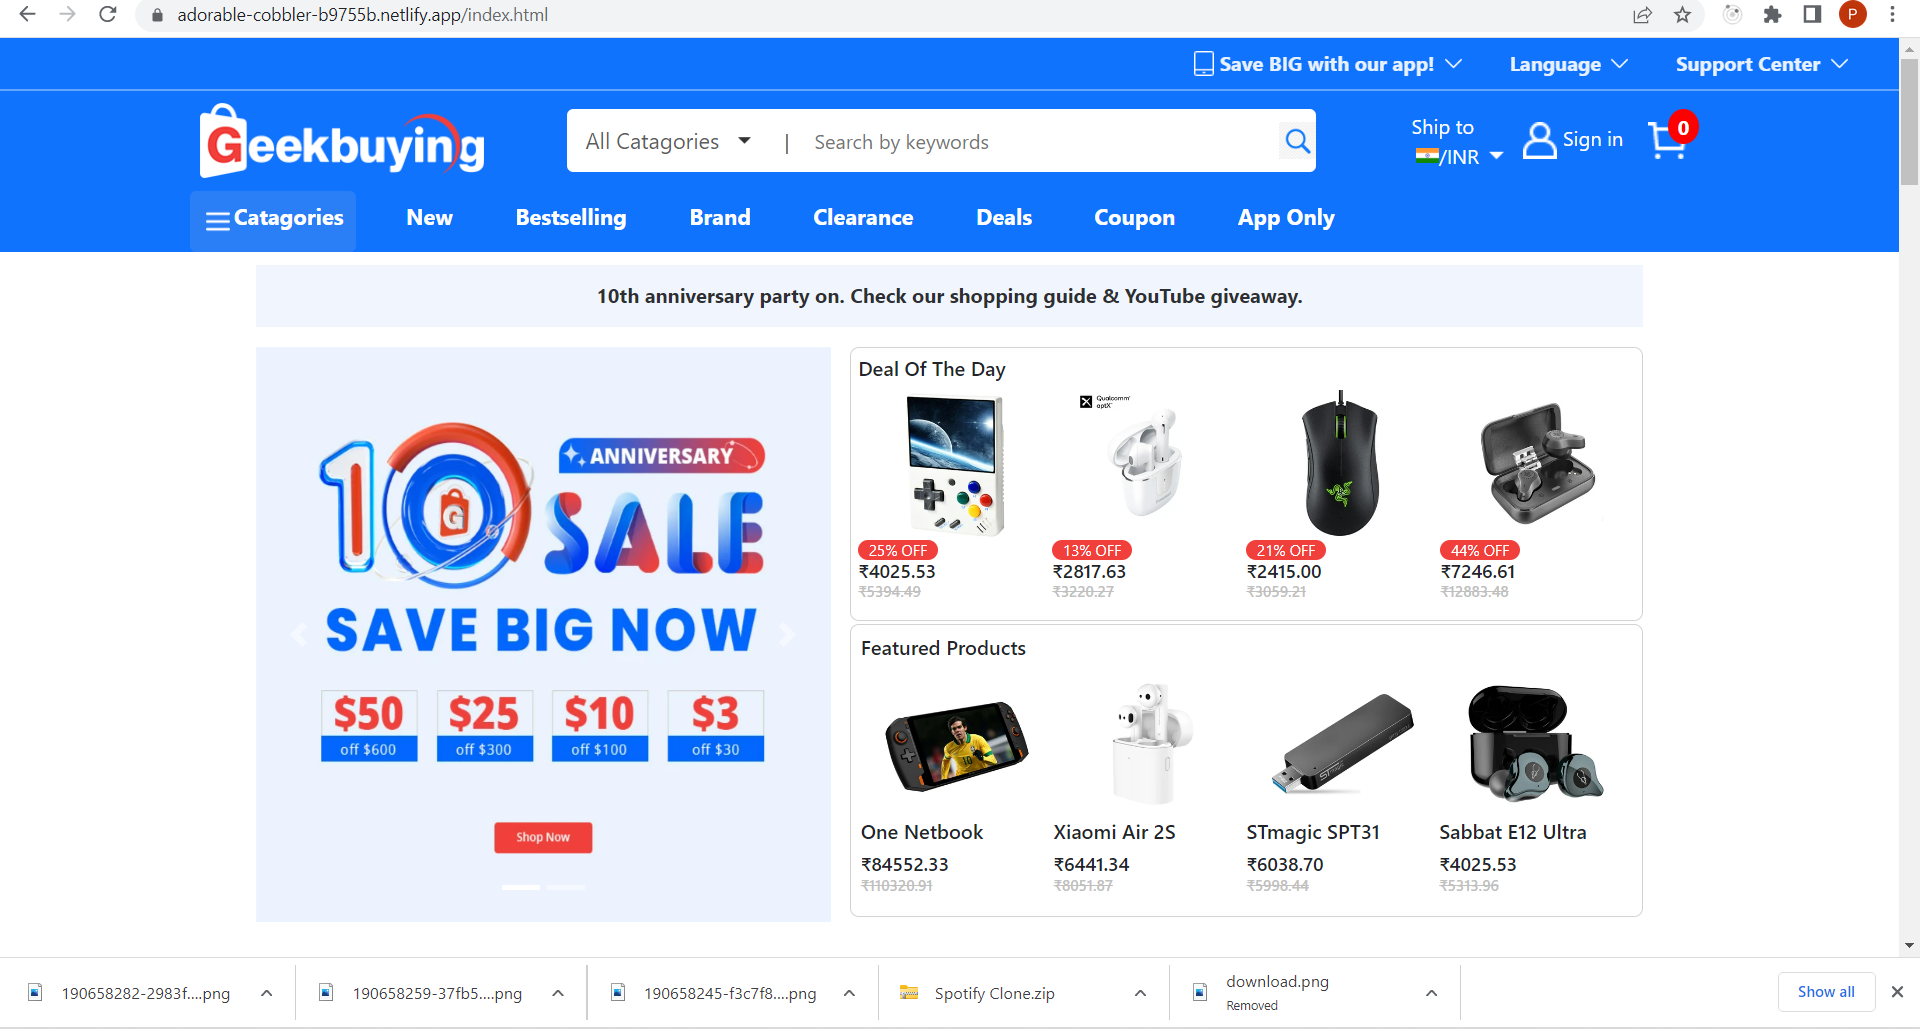 adorable-cobbler-b9755b.netlify.app/index.html
P
Save BIG with our app!
Language
Support Center
Geekbuying
All Catagories
|
Search by keywords
Ship to
/INR
Sign in
0
Catagories
New
Bestselling
Brand
Clearance
Deals
Coupon
App Only
10th anniversary party on. Check our shopping guide & YouTube giveaway.
10
G
ANNIVERSARY
SALE
SAVE BIG NOW
$50
off $600
$25
off $300
$10
off $100
$3
off $30
Shop Now
Deal Of The Day
Qualcomm
aptX
25% OFF
₹4025.53
₹5394.49
13% OFF
₹2817.63
₹3220.27
21% OFF
₹2415.00
₹3059.21
44% OFF
₹7246.61
₹12883.48
Featured Products
10
STmagic
One Netbook
₹84552.33
₹110320.91
Xiaomi Air 2S
₹6441.34
₹8051.87
STmagic SPT31
₹6038.70
₹5998.44
Sabbat E12 Ultra
₹4025.53
₹5313.96
190658282-2983f....png
190658259-37fb5....png
190658245-f3c7f8....png
Spotify Clone.zip
download.png
Removed
Show all